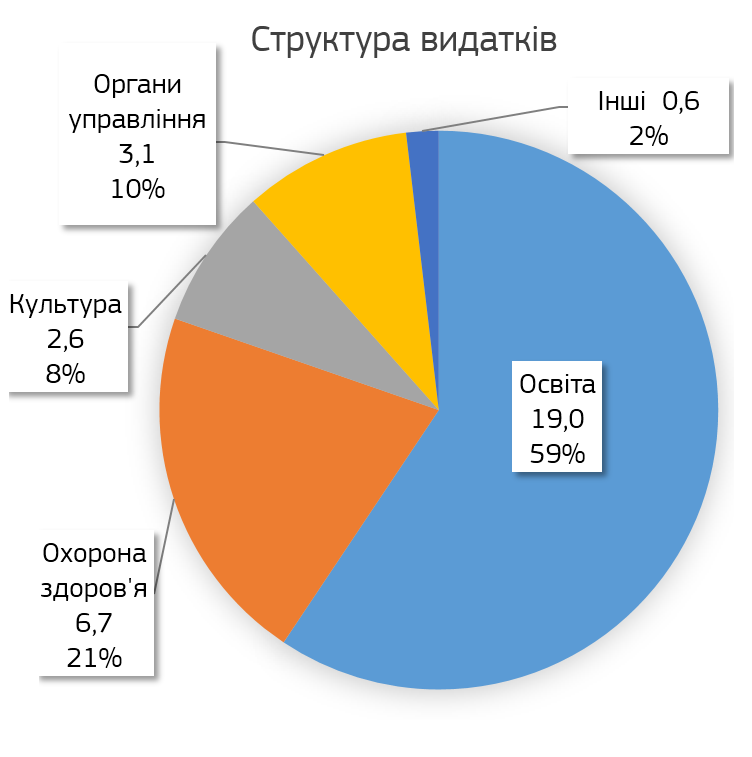 Структура видатків
Органи
управління
3,1
10%
Інші 0,6
2%
Культура
2,6
8%
Освіта
19,0
59%
Охорона
здоров'я
6,7
21%